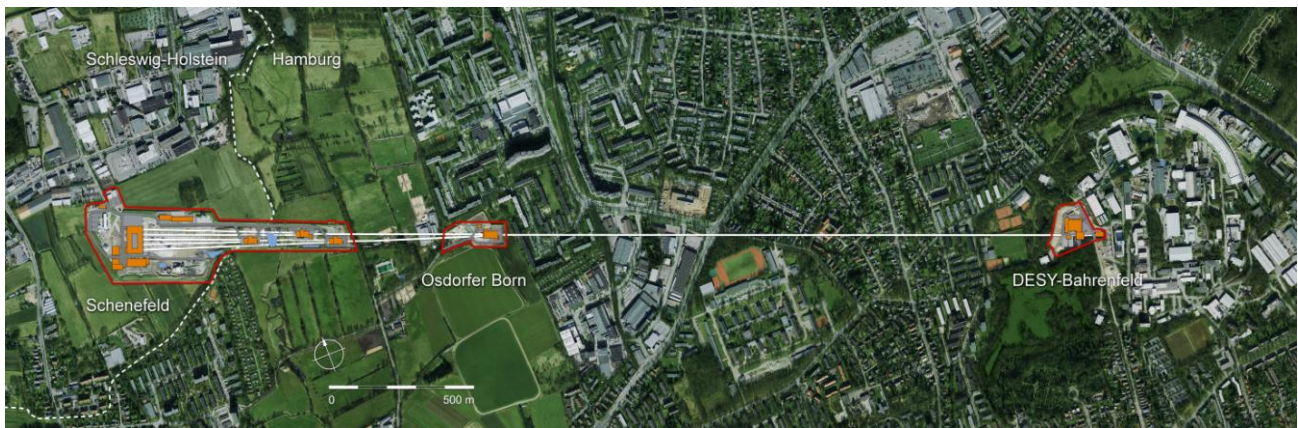 Schleswig-Holstein
Hamburg
Osdorfer Born
DESY-Bahrenfeld
Schenefeld
0
500 m